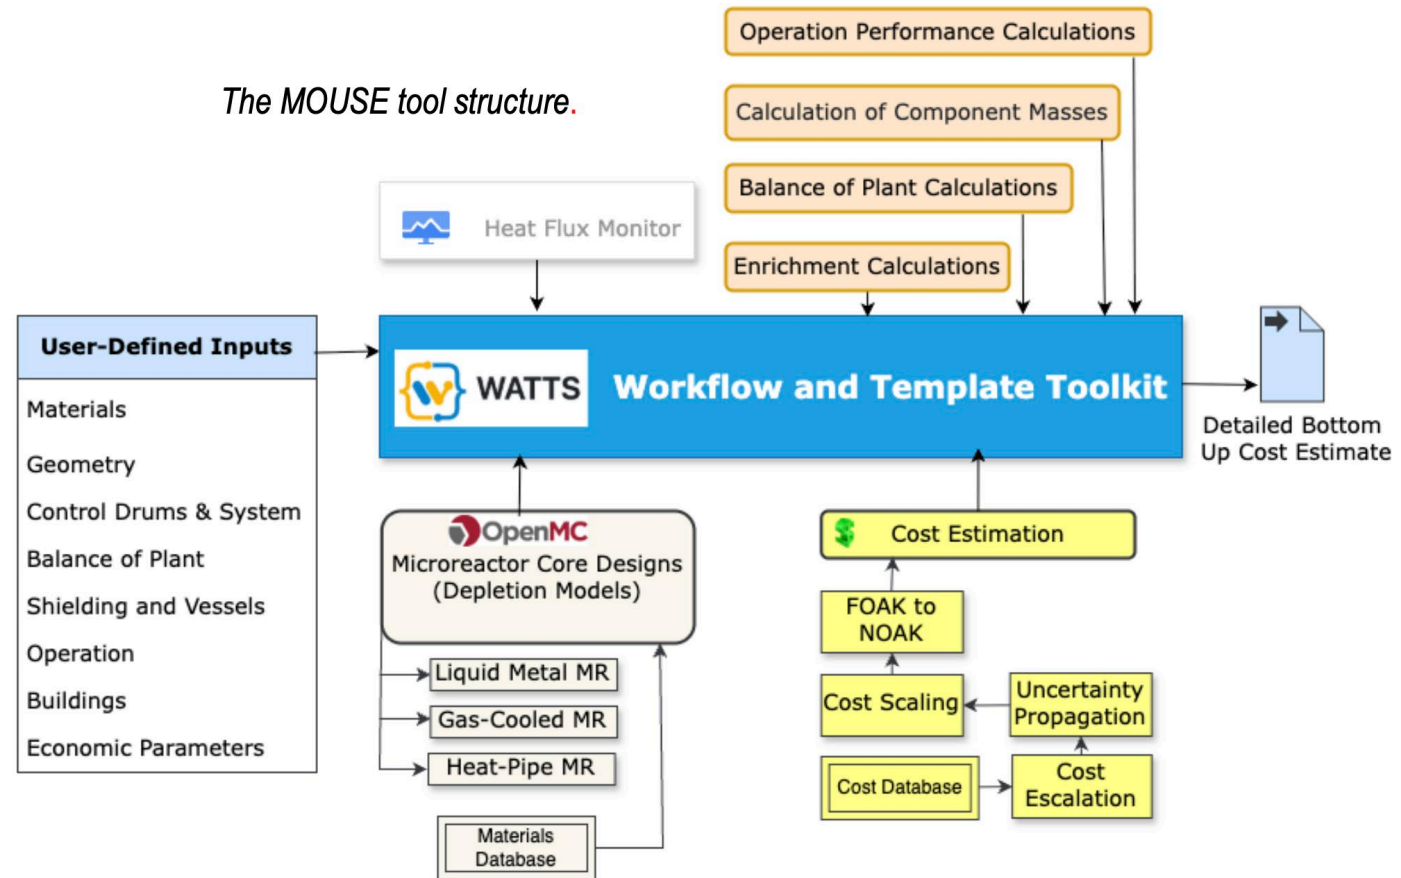 Operation Performance Calculations
The MOUSE tool structure.
Calculation of Component Masses
Balance of Plant Calculations
Heat Flux Monitor
Enrichment Calculations
User-Defined Inputs
Materials
Geometry
Control Drums & System
Balance of Plant
Shielding and Vessels
Operation
Buildings
Economic Parameters
WATTS
Workflow and Template Toolkit
Detailed Bottom
Up Cost Estimate
OpenMC
Microreactor Core Designs
(Depletion Models)
Liquid Metal MR
Gas-Cooled MR
Heat-Pipe MR
Materials
Database
$ Cost Estimation
FOAK to
NOAK
Cost Scaling
Uncertainty
Propagation
Cost Database
Cost
Escalation